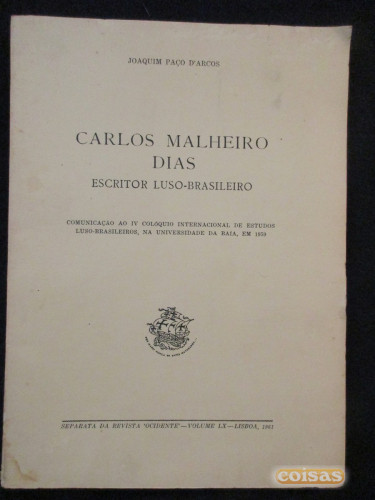 JOAQUIM PAÇO D'ARCOS
CARLOS MALHEIRO
DIAS
ESCRITOR LUSO-BRASILEIRO
COMUNICAÇÃO AO IV COLÓQUIO INTERNACIONAL DE ESTUDOS
LUSO-BRASILEIROS, NA UNIVERSIDADE DA BAIA, EM 1959
SEPARATA DA REVISTA «OCIDENTE» — VOLUME LX — LISBOA, 1961
coisas